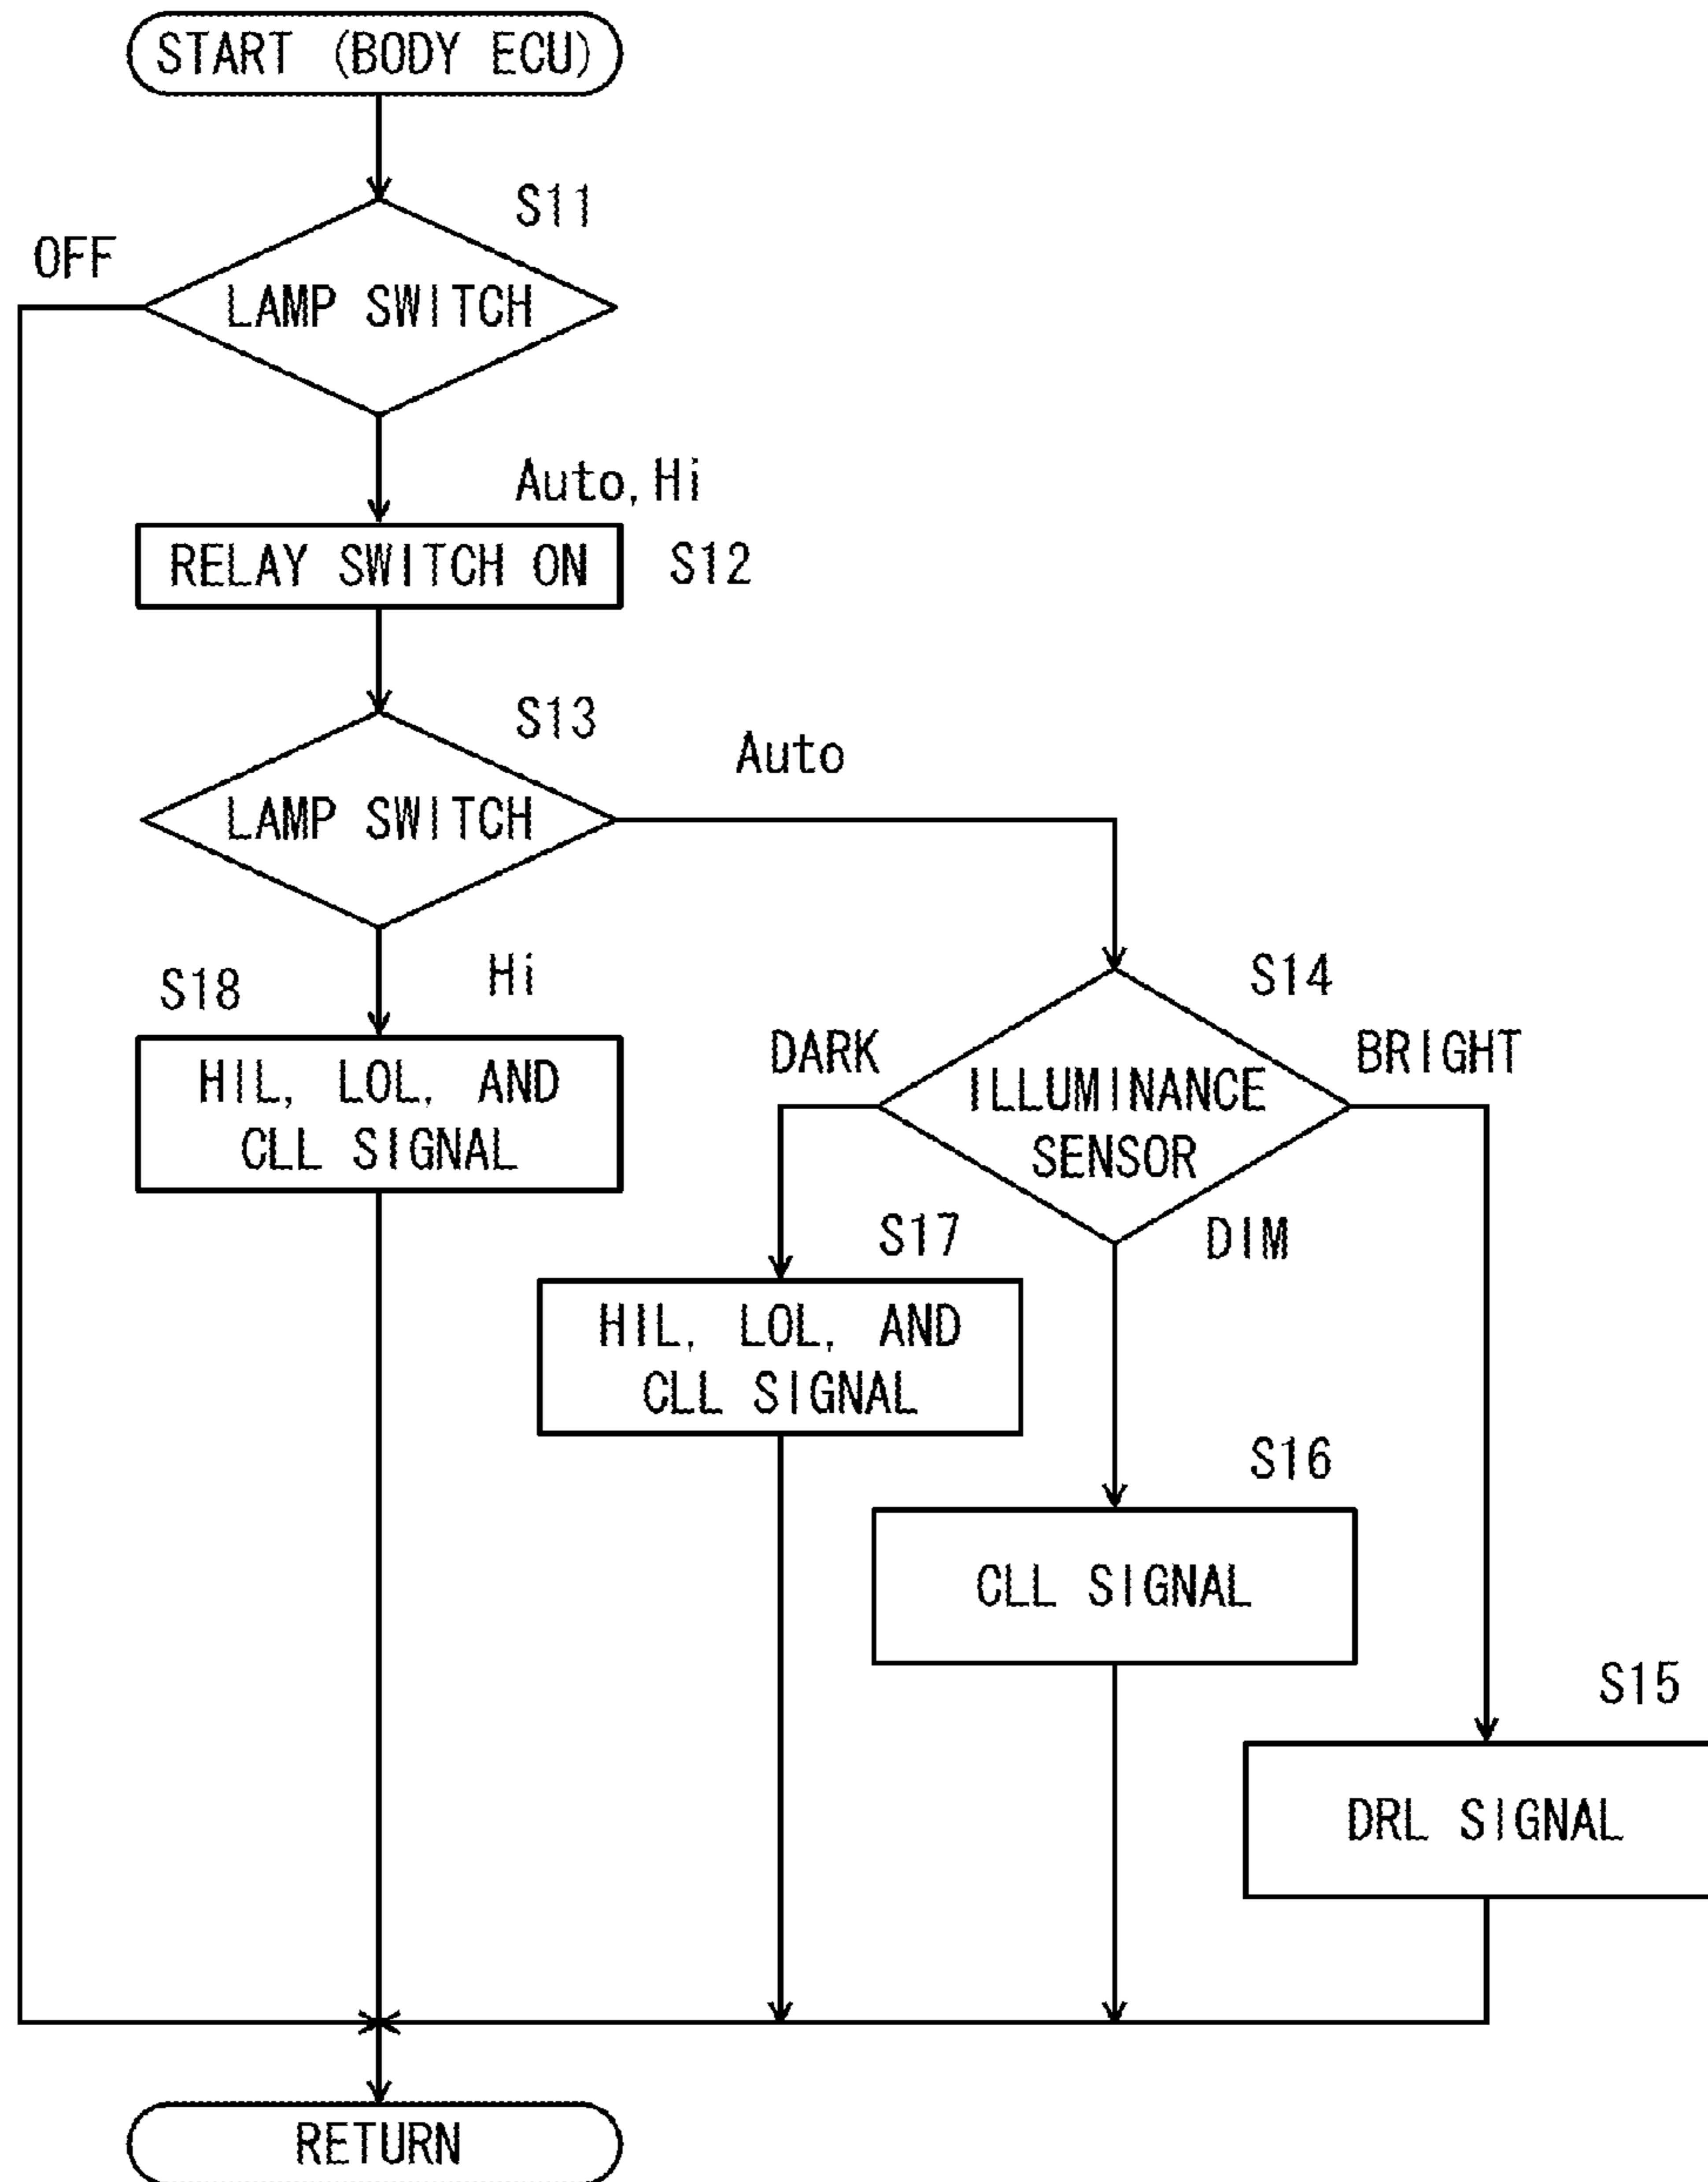 START (BODY ECU)
S11
OFF
LAMP SWITCH
Auto, Hi
RELAY SWITCH ON
S12
S13
Auto
LAMP SWITCH
S18
Hi
S14
DARK
BRIGHT
HIL, LOL, AND
CLL SIGNAL
ILLUMINANCE
SENSOR
DIM
S17
HIL, LOL, AND
CLL SIGNAL
S16
CLL SIGNAL
S15
DRL SIGNAL
RETURN